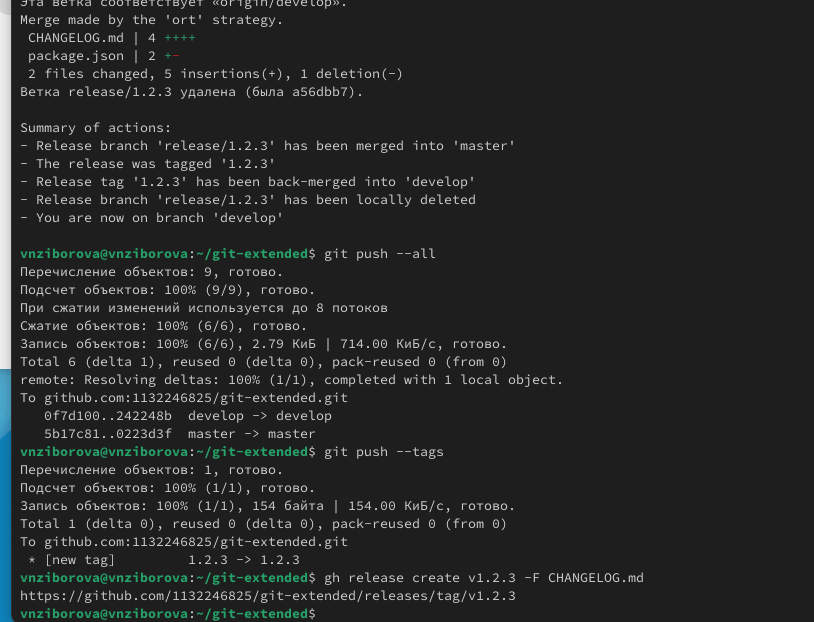 Эта ветка соответствует «origin/develop».
Merge made by the 'ort' strategy.
 CHANGELOG.md | 4 ++++
 package.json | 2 +-
 2 files changed, 5 insertions(+), 1 deletion(-)
Ветка release/1.2.3 удалена (была a56dbb7).

Summary of actions:
- Release branch 'release/1.2.3' has been merged into 'master'
- The release was tagged '1.2.3'
- Release tag '1.2.3' has been back-merged into 'develop'
- Release branch 'release/1.2.3' has been locally deleted
- You are now on branch 'develop'

vnziborova@vnziborova:~/git-extended$ git push --all
Перечисление объектов: 9, готово.
Подсчет объектов: 100% (9/9), готово.
При сжатии изменений используется до 8 потоков
Сжатие объектов: 100% (6/6), готово.
Запись объектов: 100% (6/6), 2.79 КиБ | 714.00 КиБ/с, готово.
Total 6 (delta 1), reused 0 (delta 0), pack-reused 0 (from 0)
remote: Resolving deltas: 100% (1/1), completed with 1 local object.
To github.com:1132246825/git-extended.git
   0f7d100..242248b  develop -> develop
   5b17c81..0223d3f  master -> master
vnziborova@vnziborova:~/git-extended$ git push --tags
Перечисление объектов: 1, готово.
Подсчет объектов: 100% (1/1), готово.
Запись объектов: 100% (1/1), 154 байта | 154.00 КиБ/с, готово.
Total 1 (delta 0), reused 0 (delta 0), pack-reused 0 (from 0)
To github.com:1132246825/git-extended.git
 * [new tag]         1.2.3 -> 1.2.3
vnziborova@vnziborova:~/git-extended$ gh release create v1.2.3 -F CHANGELOG.md
https://github.com/1132246825/git-extended/releases/tag/v1.2.3
vnziborova@vnziborova:~/git-extended$